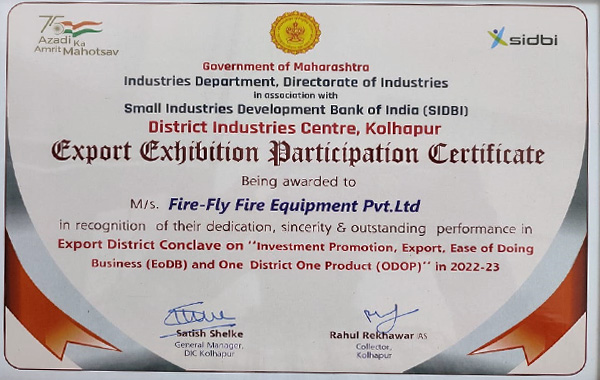 75
Azadi Ka
Amrit Mahotsav
sidbi
Government of Maharashtra
Industries Department, Directorate of Industries
in association with
Small Industries Development Bank of India (SIDBI)
District Industries Centre, Kolhapur
Export Exhibition Participation Certificate
Being awarded to
M/s. Fire-Fly Fire Equipment Pvt.Ltd
in recognition of their dedication, sincerity & outstanding performance in
Export District Conclave on "Investment Promotion, Export, Ease of Doing
Business (EoDB) and One District One Product (ODOP)" in 2022-23
Satish Shelke
General Manager,
DIC Kolhapur
Rahul Rekhawar IAS
Collector,
Kolhapur